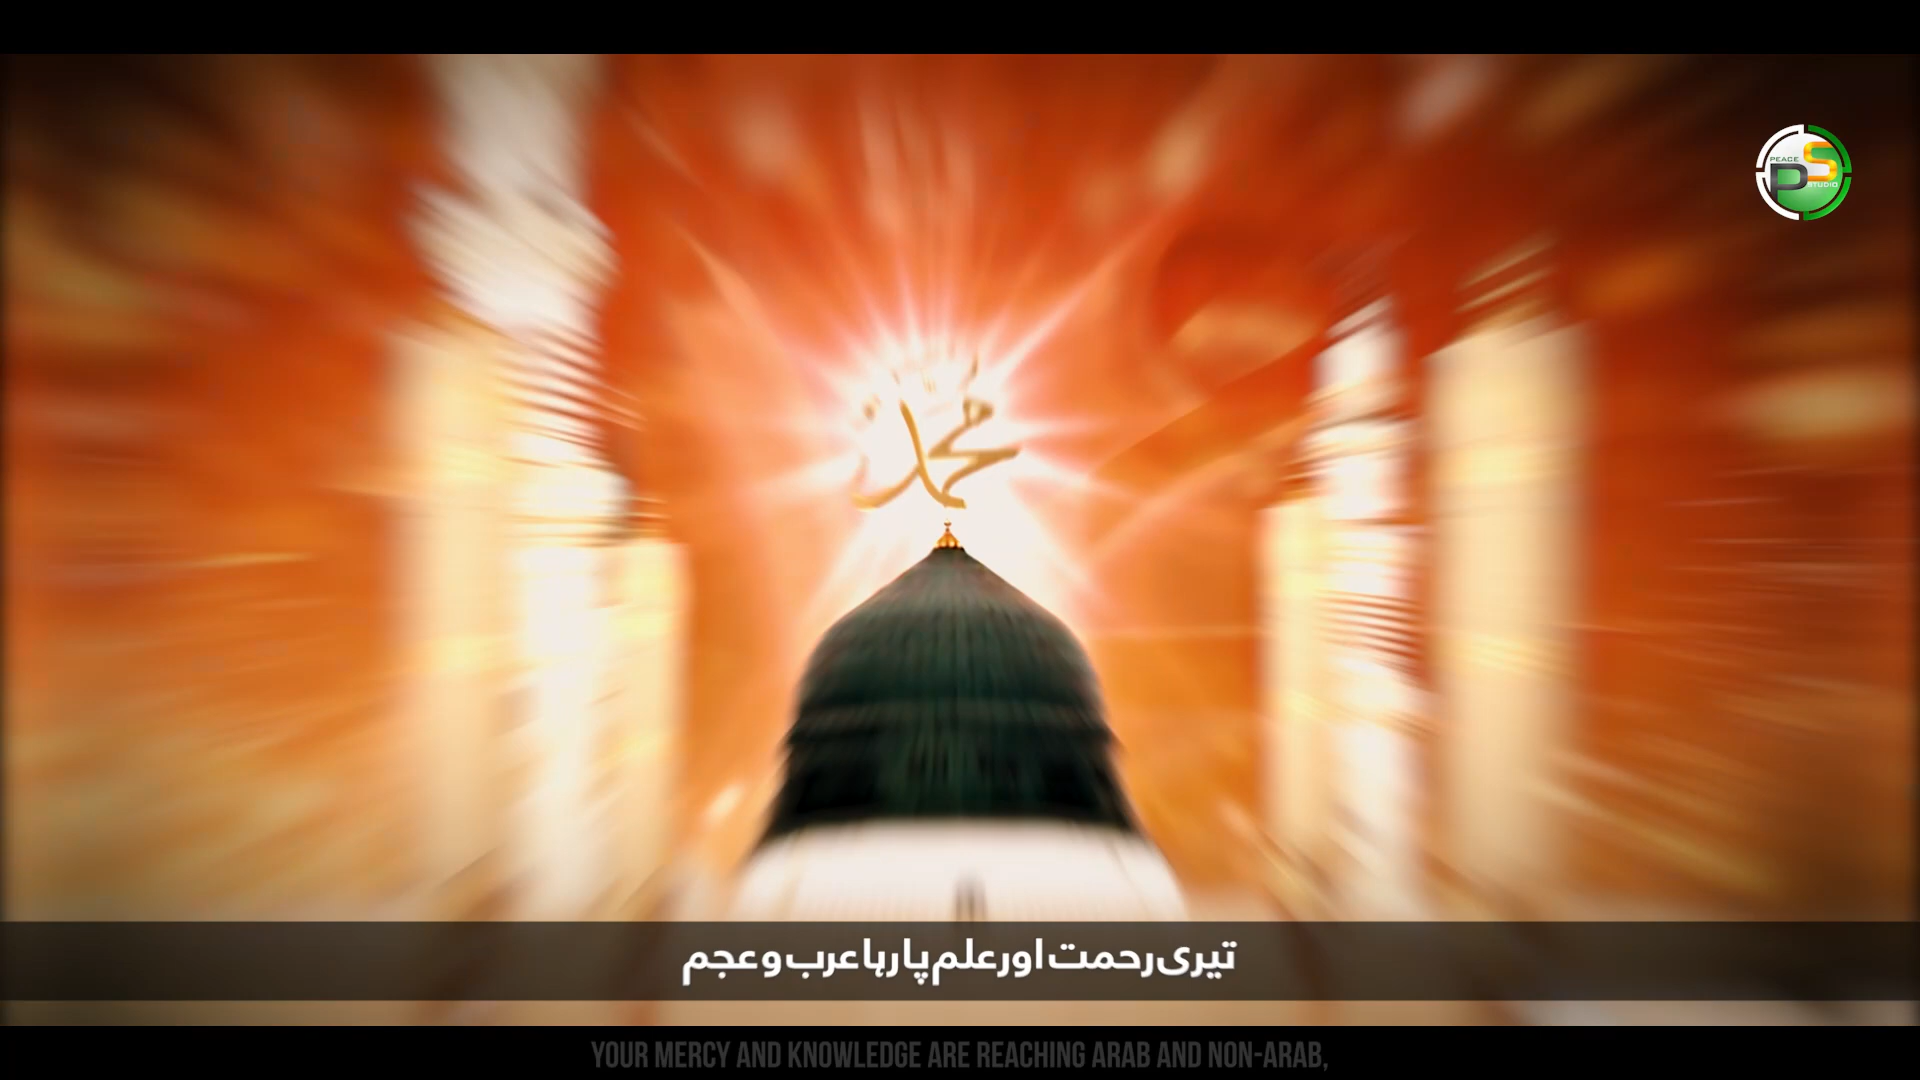 PEACE
PS
STUDIO
محمد
تیری رحمت اور علم پا رہا عرب و عجم
YOUR MERCY AND KNOWLEDGE ARE REACHING ARAB AND NON-ARAB,